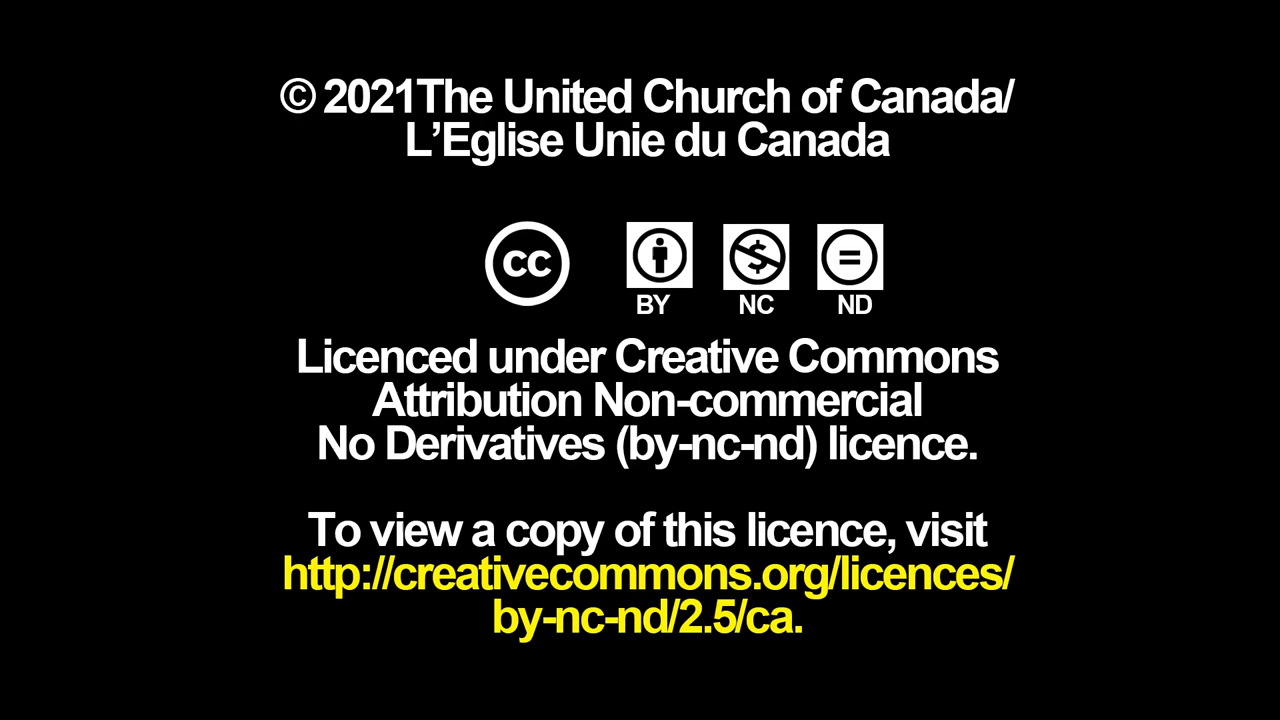 © 2021The United Church of Canada/
L’Eglise Unie du Canada
cc
BY NC ND
Licenced under Creative Commons
Attribution Non-commercial
No Derivatives (by-nc-nd) licence.
To view a copy of this licence, visit
http://creativecommons.org/licences/
by-nc-nd/2.5/ca.